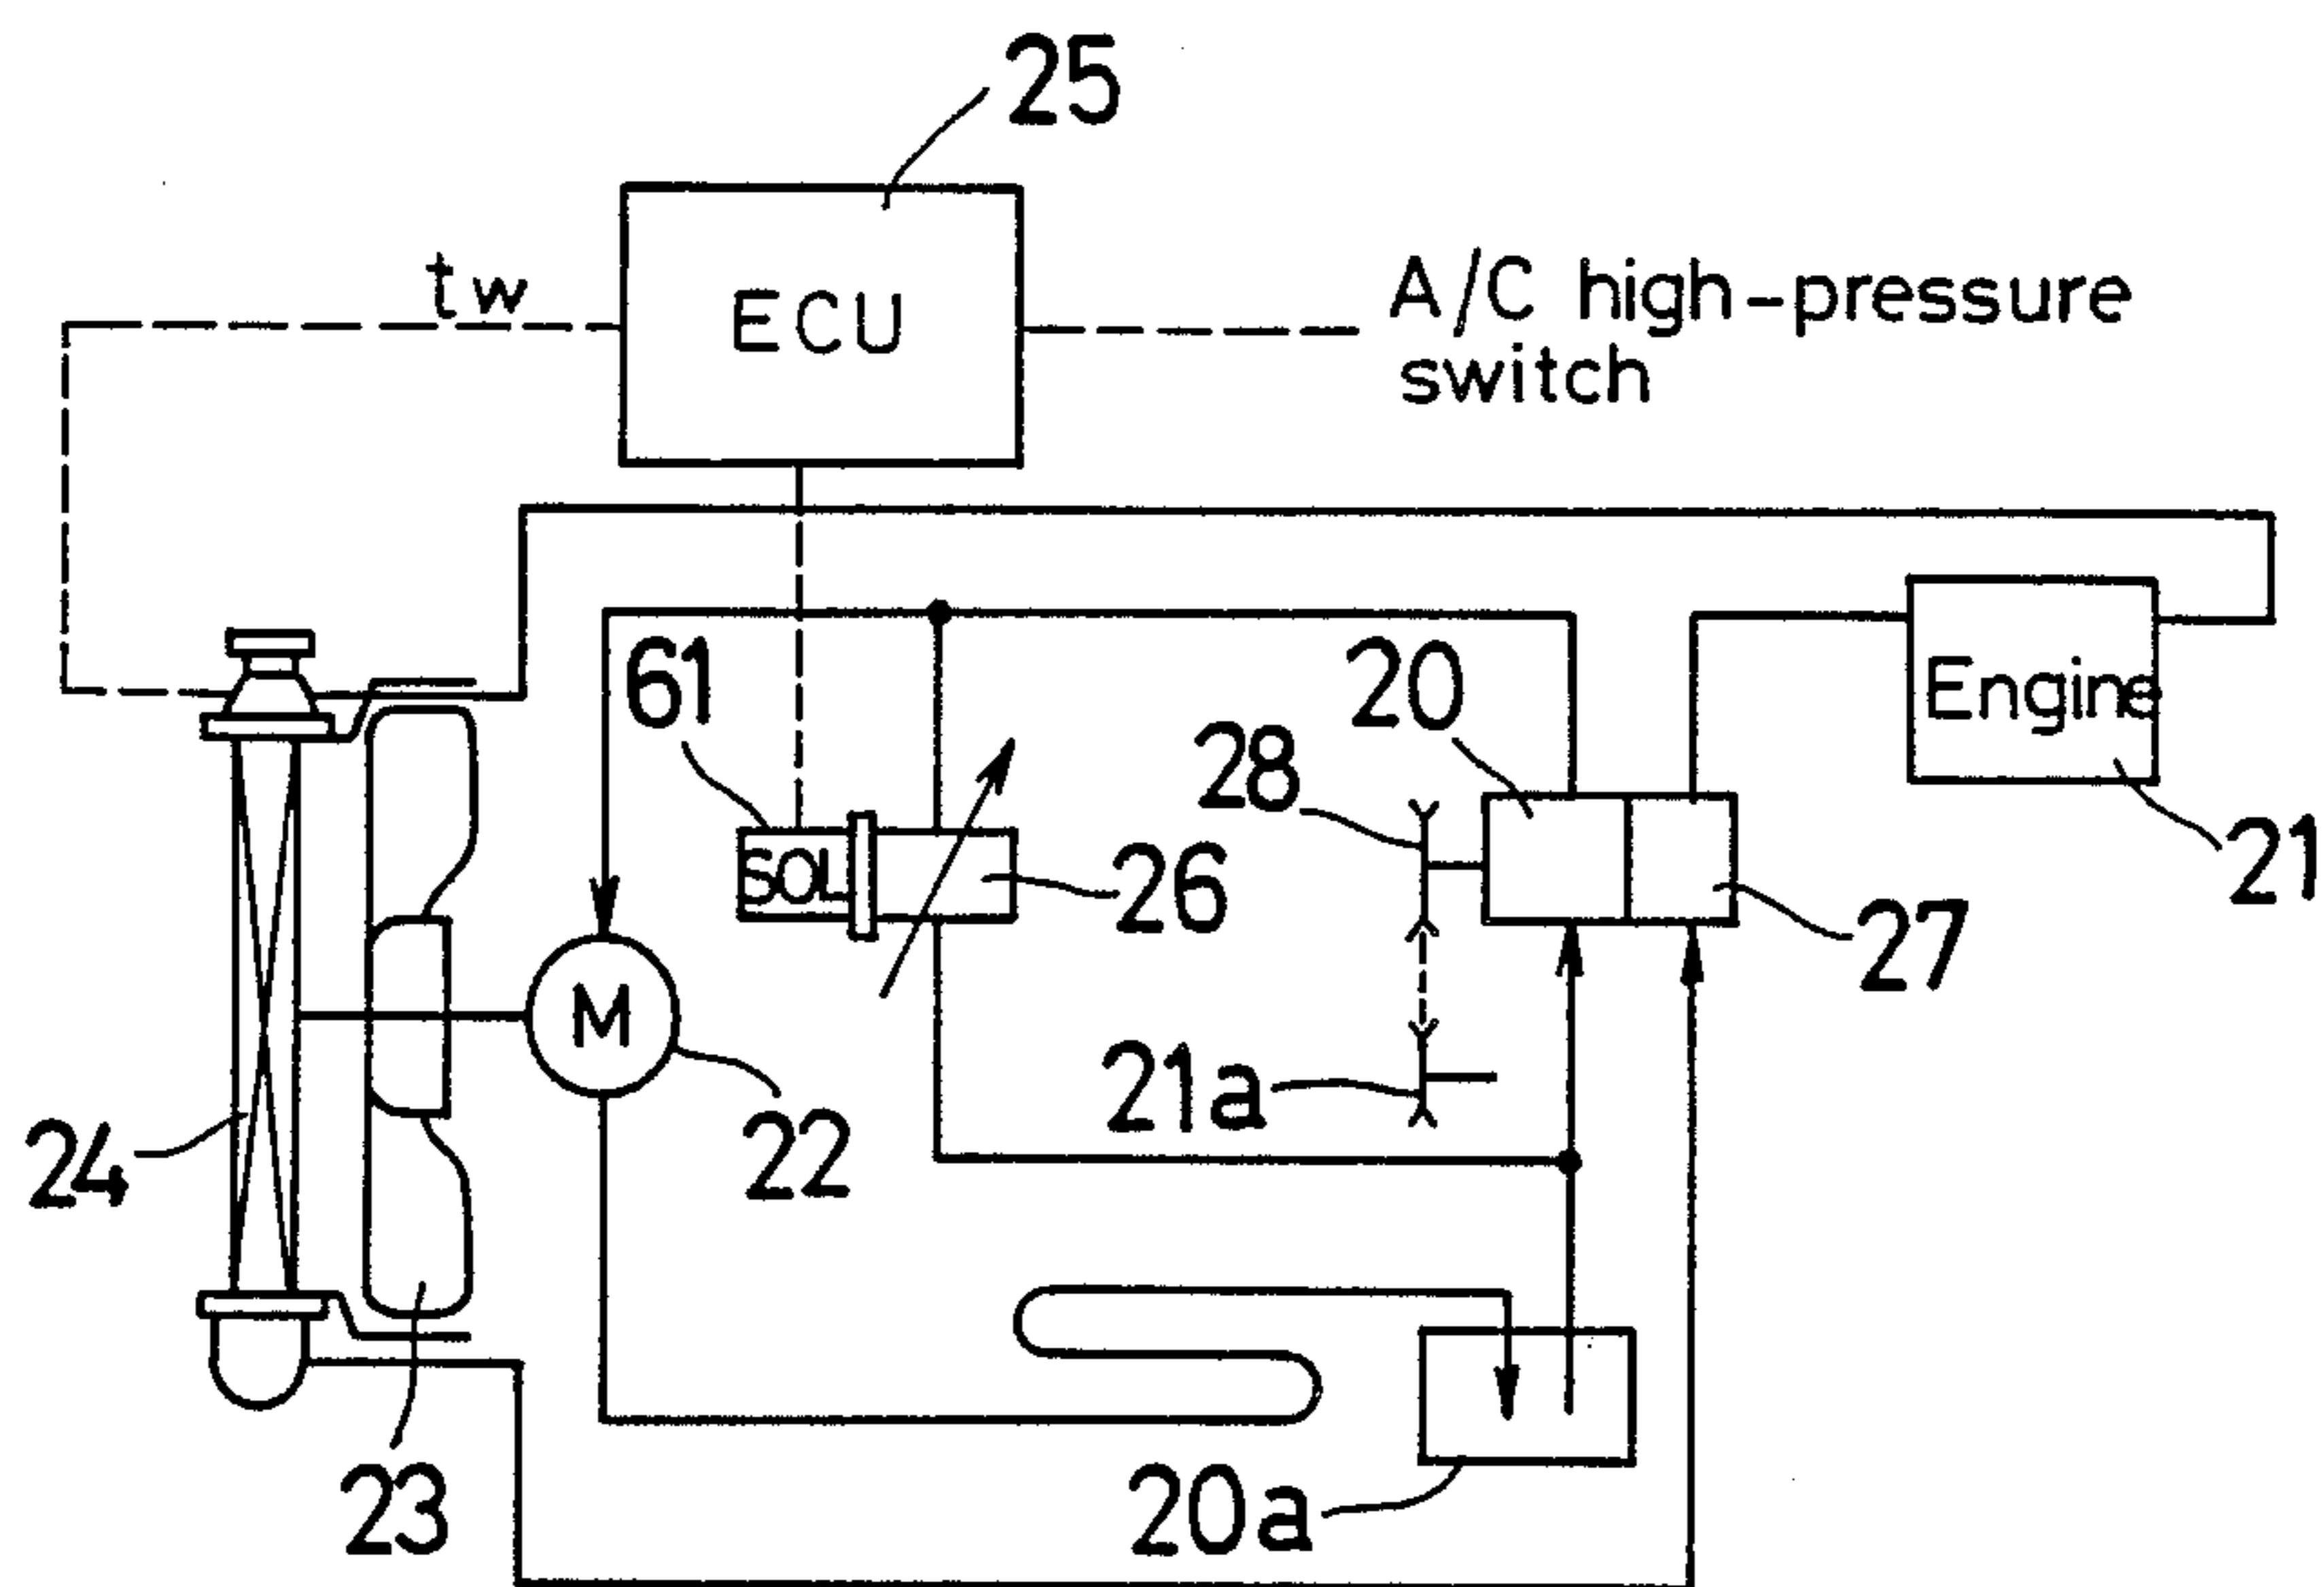 25
tw
ECU
A/C high-pressure
switch
61
20
Engine
28
SOL
26
21
27
M
21a
24
22
23
20a